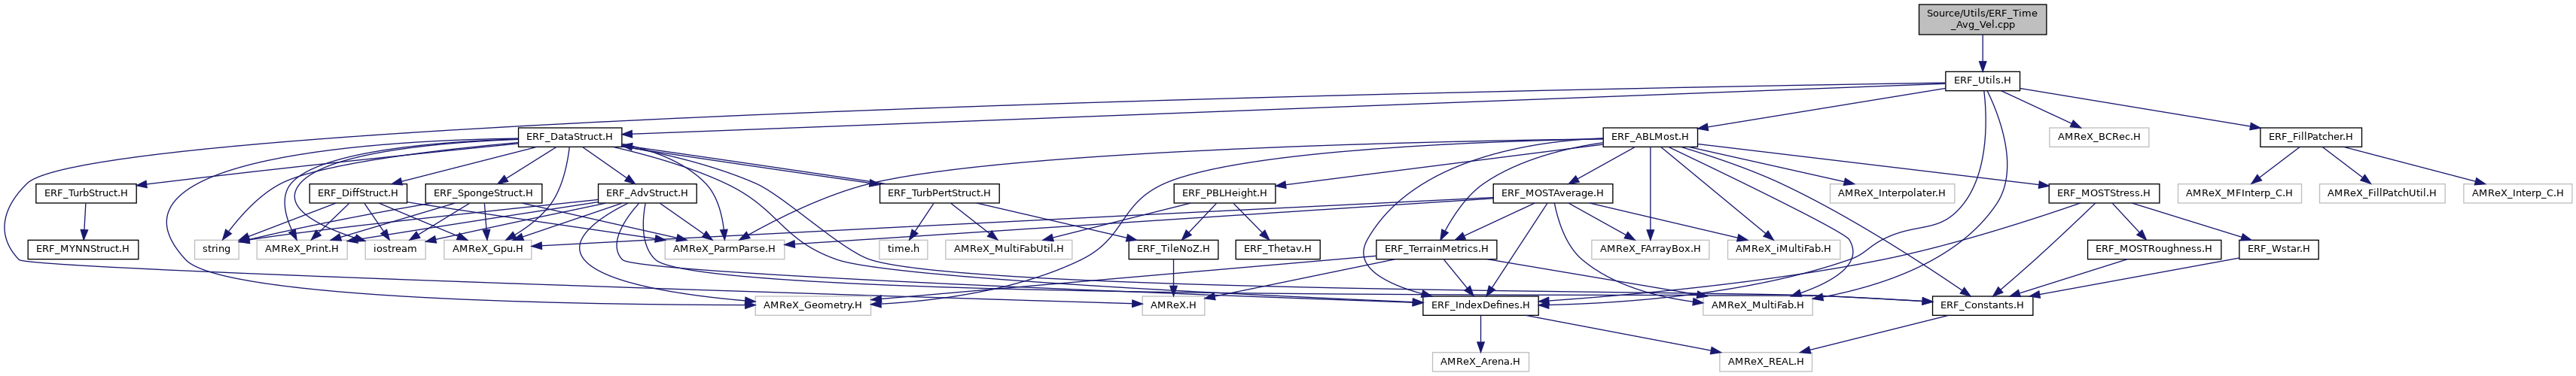 Source/Utils/ERF_Time
_Avg_Vel.cpp
ERF_Utils.H
ERF_DataStruct.H
ERF_ABLMost.H
AMReX_BCRec.H
ERF_FillPatcher.H
ERF_TurbStruct.H
ERF_DiffStruct.H
ERF_SpongeStruct.H
ERF_AdvStruct.H
ERF_TurbPertStruct.H
ERF_PBLHeight.H
ERF_MOSTAverage.H
AMReX_Interpolater.H
ERF_MOSTStress.H
AMReX_MFInterp_C.H
AMReX_FillPatchUtil.H
AMReX_Interp_C.H
ERF_MYNNStruct.H
string
AMReX_Print.H
iostream
AMReX_Gpu.H
AMReX_ParmParse.H
time.h
AMReX_MultiFabUtil.H
ERF_TileNoZ.H
ERF_Thetav.H
ERF_TerrainMetrics.H
AMReX_FArrayBox.H
AMReX_iMultiFab.H
ERF_MOSTRoughness.H
ERF_Wstar.H
AMReX_Geometry.H
AMReX.H
ERF_IndexDefines.H
AMReX_MultiFab.H
ERF_Constants.H
AMReX_Arena.H
AMReX_REAL.H